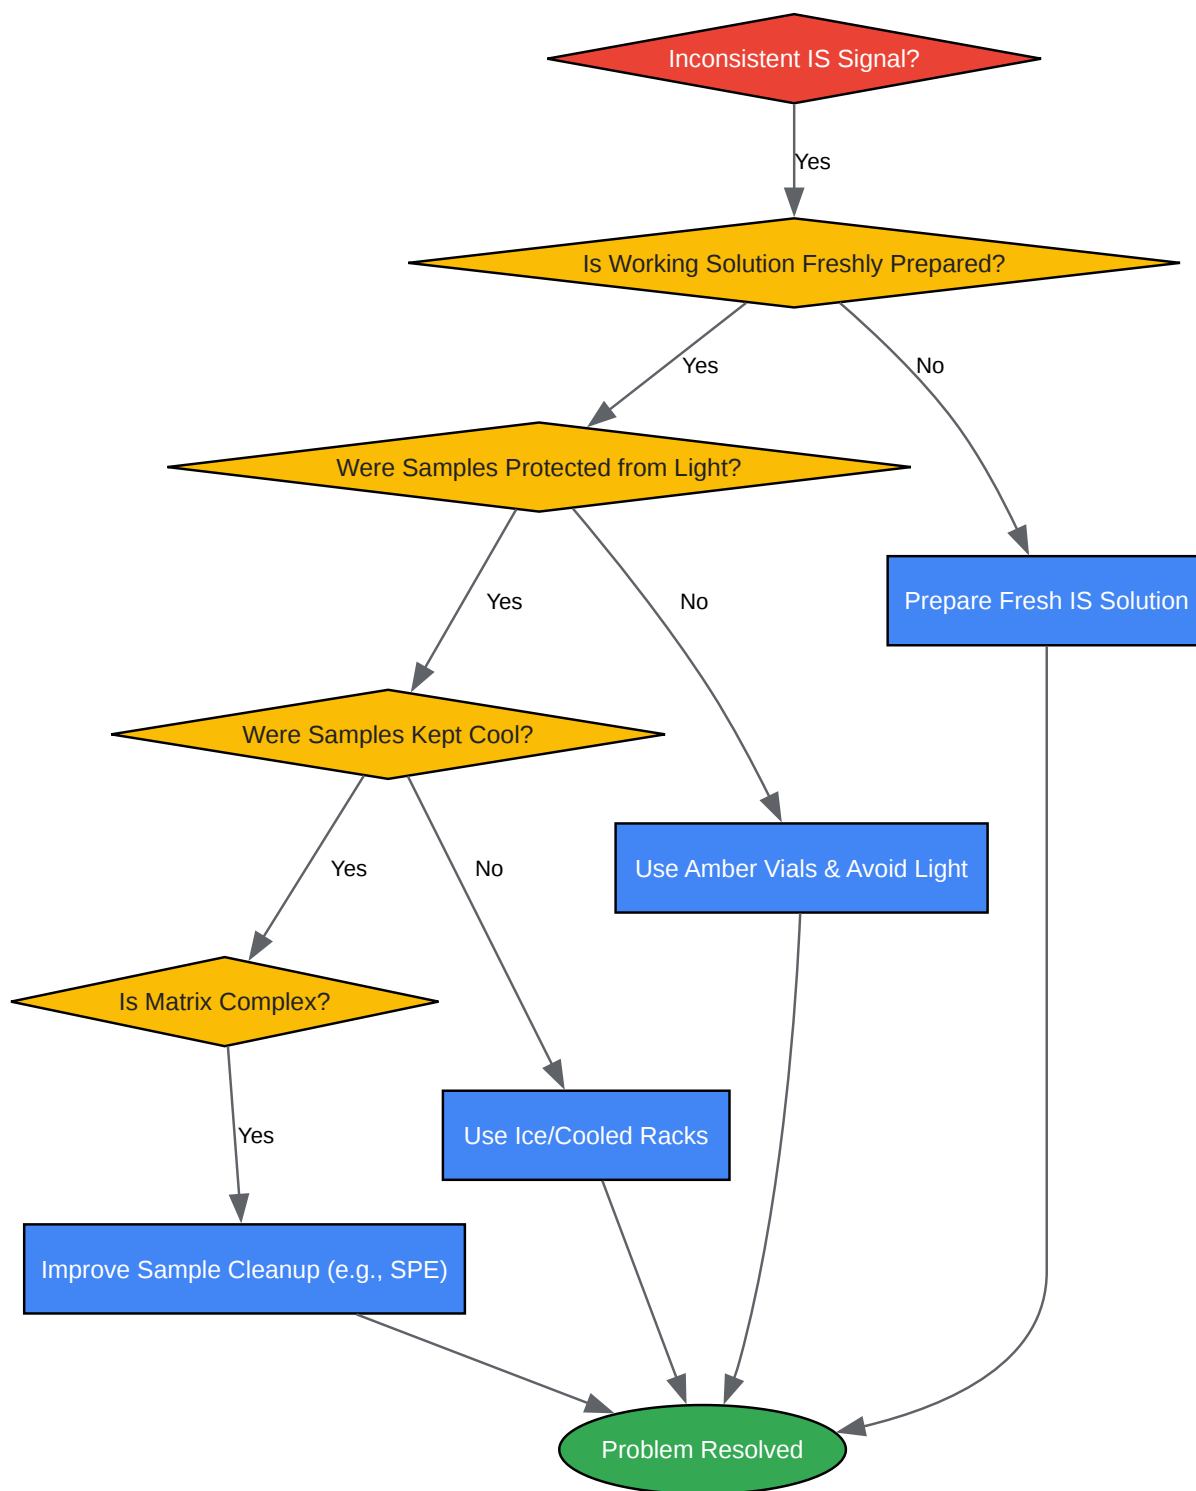 Inconsistent IS Signal?
Yes
Is Working Solution Freshly Prepared?
Yes
No
Were Samples Protected from Light?
Yes
No
Prepare Fresh IS Solution
Were Samples Kept Cool?
Yes
No
Use Amber Vials & Avoid Light
Is Matrix Complex?
Yes
Use Ice/Cooled Racks
Improve Sample Cleanup (e.g., SPE)
Problem Resolved